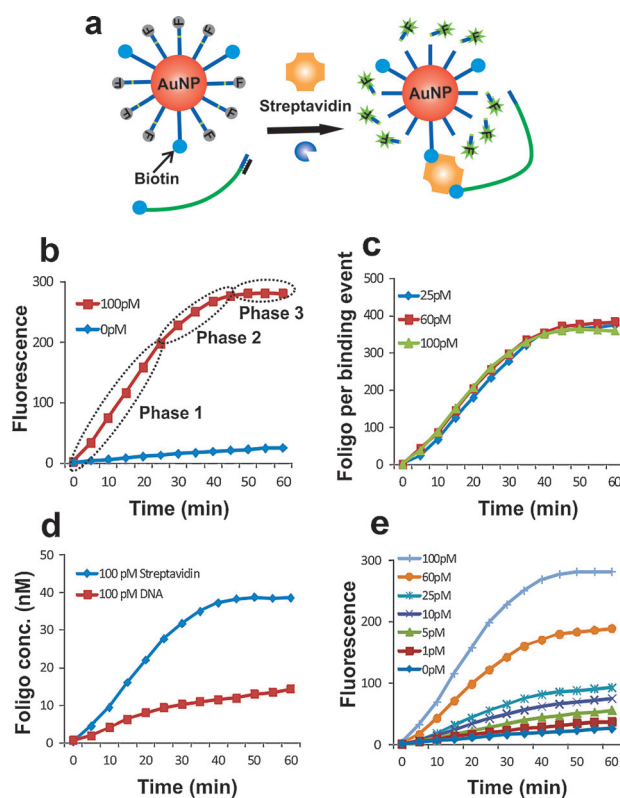 a
F F F F F F F F F
AuNP
Biotin
Streptavidin
AuNP
F F F F F F F F F
b
100pM
0pM
Fluorescence
300
200
100
0
Phase 1
Phase 2
Phase 3
0 10 20 30 40 50 60
Time (min)
c
25pM
60pM
100pM
Foligo per binding event
500
400
300
200
100
0
0 10 20 30 40 50 60
Time (min)
d
100 pM Streptavidin
100 pM DNA
Foligo conc. (nM)
50
40
30
20
10
0
0 10 20 30 40 50 60
Time (min)
e
100pM
60pM
25pM
10pM
5pM
1pM
0pM
Fluorescence
300
200
100
0
0 10 20 30 40 50 60
Time (min)